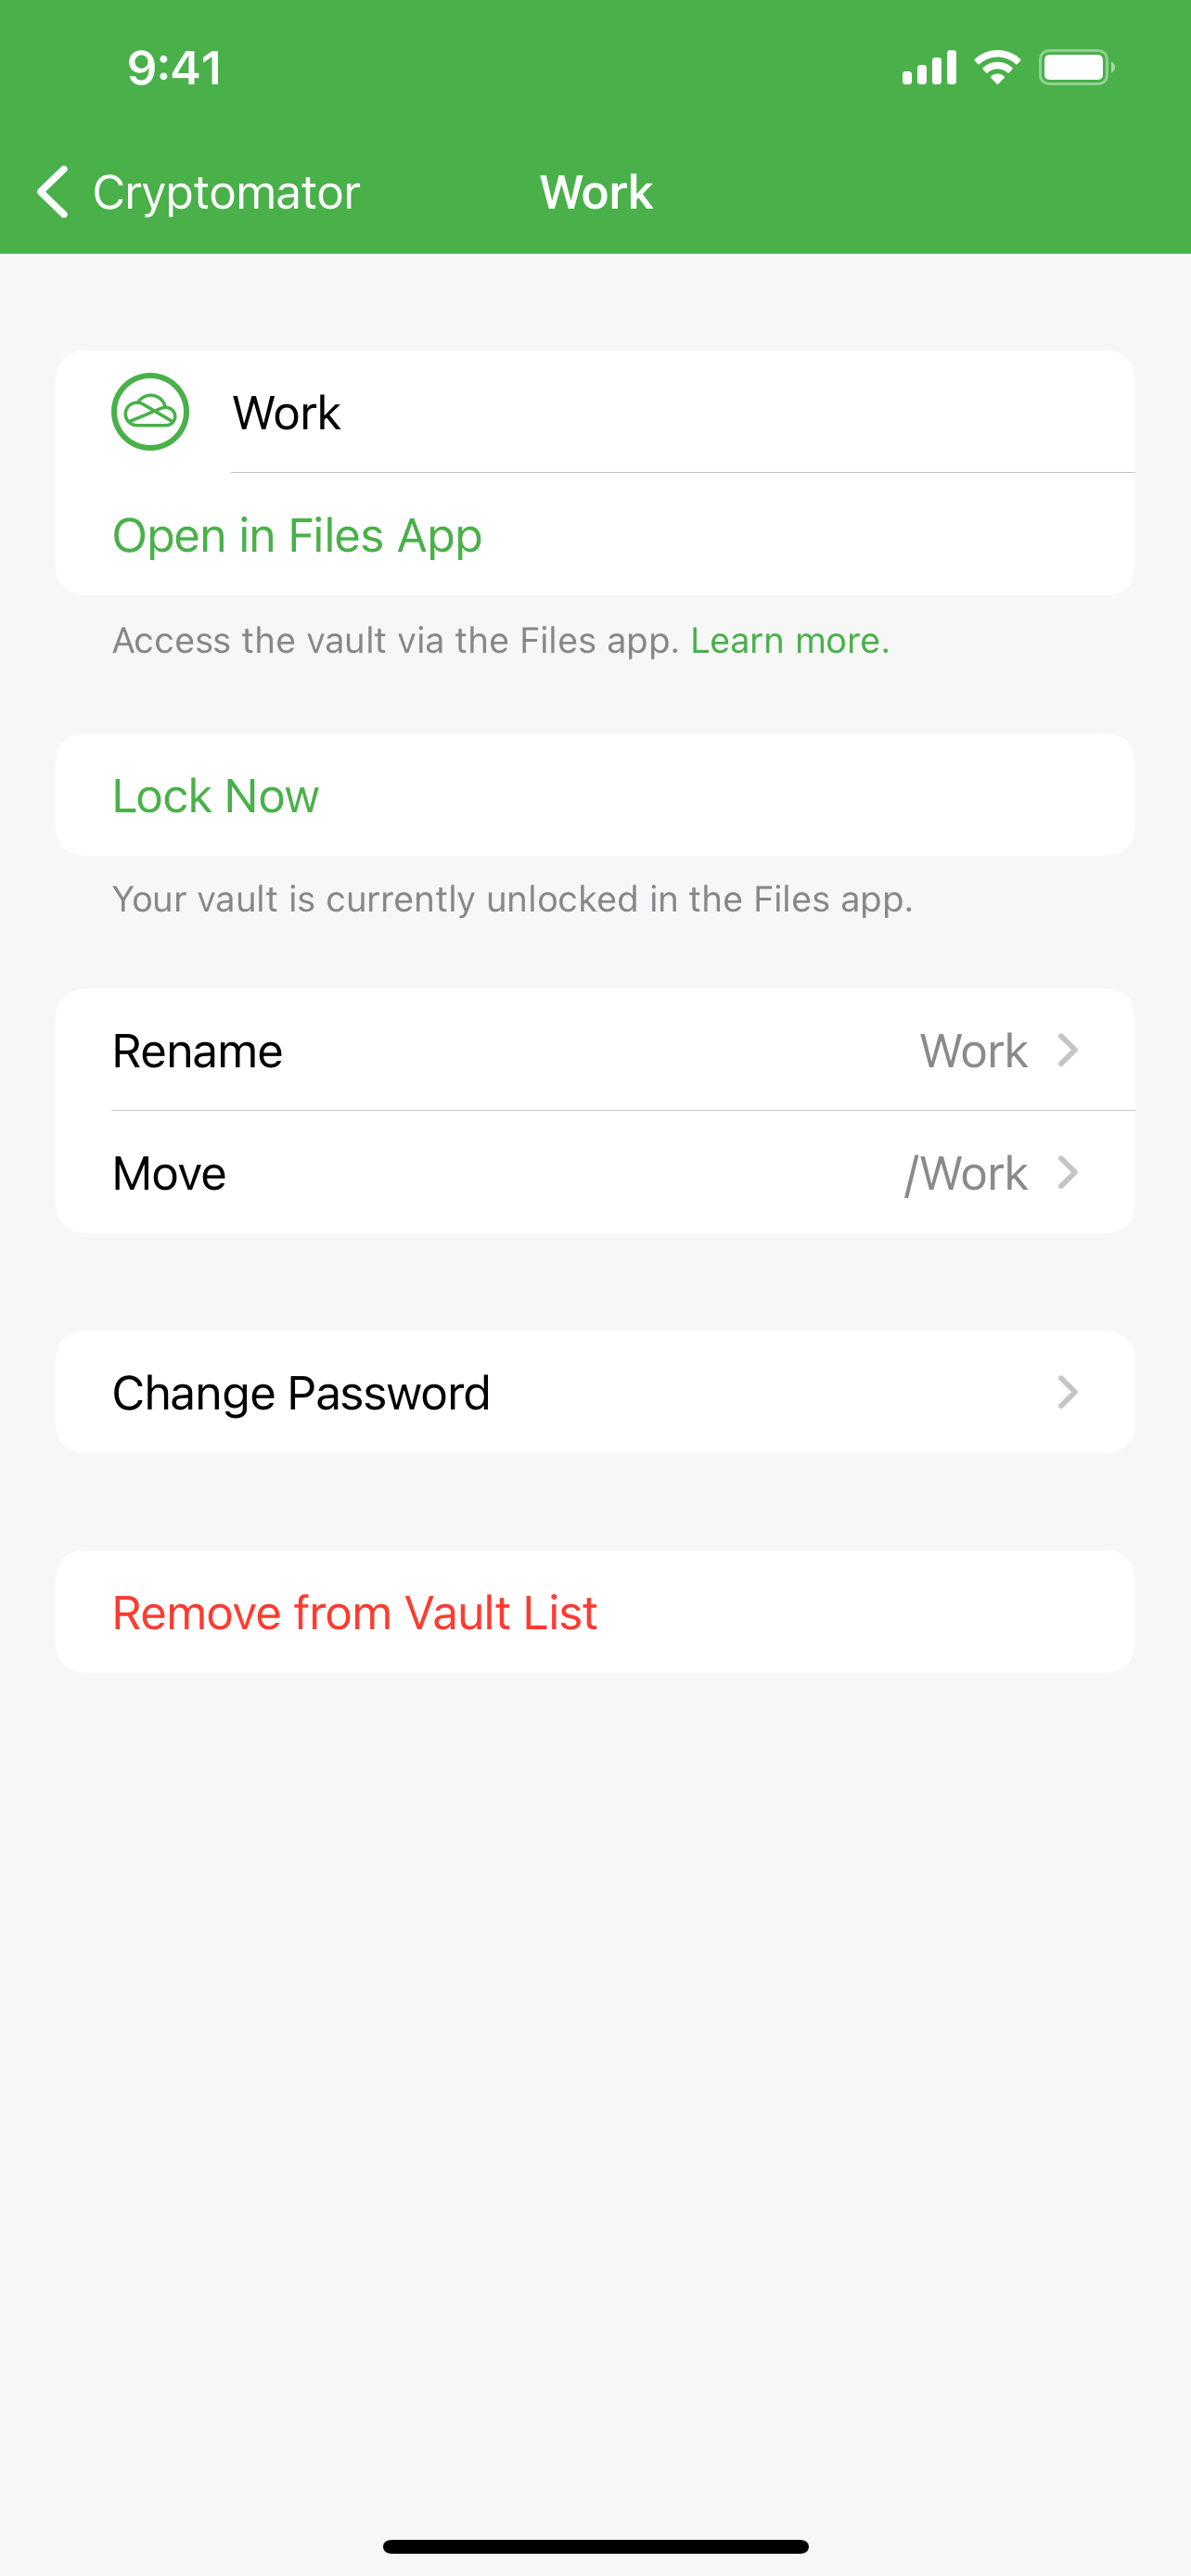 9:41
Cryptomator
Work
Work
Open in Files App
Access the vault via the Files app. Learn more.
Lock Now
Your vault is currently unlocked in the Files app.
Rename Work
Move /Work
Change Password
Remove from Vault List